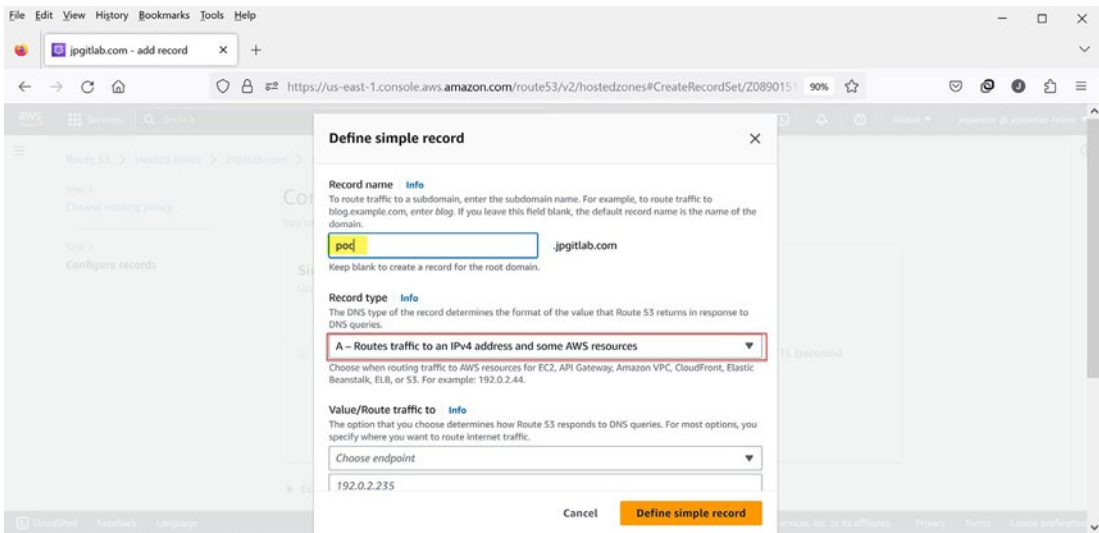 File Edit View History Bookmarks Tools Help
jpgitlab.com - add record
https://us-east-1.console.aws.amazon.com/route53/v2/hostedzones#CreateRecordSet/Z0890151 90%
aws Services Search Global
Define simple record
Route 53 > Hosted zones > jpgitlab.com >
Record name Info
Step 1
Choose routing policy
To route traffic to a subdomain, enter the subdomain name. For example, to route traffic to
blog.example.com, enter blog. If you leave this field blank, the default record name is the name of the
domain.
poc .jpgitlab.com
Configure records
Keep blank to create a record for the root domain.
Record type Info
The DNS type of the record determines the format of the value that Route 53 returns in response to
DNS queries.
A – Routes traffic to an IPv4 address and some AWS resources
TL (seconds)
Choose when routing traffic to AWS resources for EC2, API Gateway, Amazon VPC, CloudFront, Elastic
Beanstalk, ELB, or S3. For example: 192.0.2.44.
Value/Route traffic to Info
The option that you choose determines how Route 53 responds to DNS queries. For most options, you
specify where you want to route internet traffic.
Choose endpoint
192.0.2.235
Cancel Define simple record
CloudShell Feedback Language Privacy Terms Cookie preferences